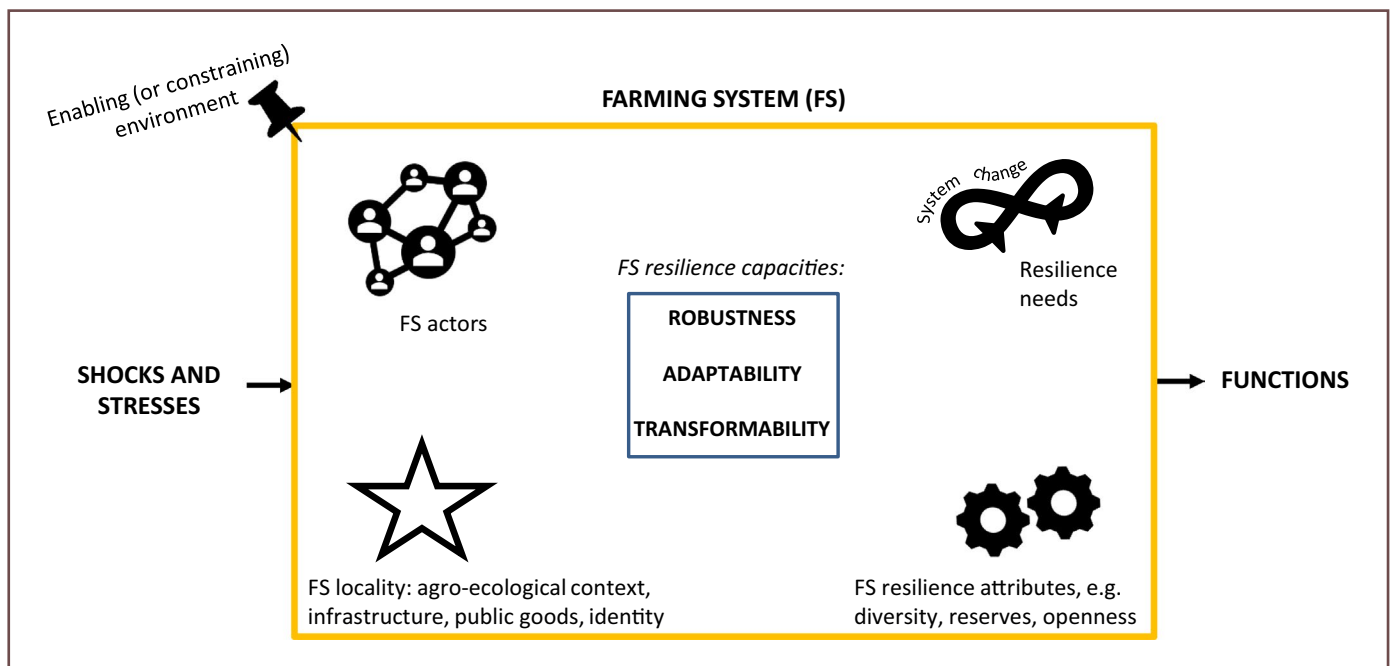 Enabling (or constraining)
environment
FARMING SYSTEM (FS)
System change
FS resilience capacities:
Resilience
needs
ROBUSTNESS
FS actors
SHOCKS AND
STRESSES
ADAPTABILITY
FUNCTIONS
TRANSFORMABILITY
FS locality: agro-ecological context,
infrastructure, public goods, identity
FS resilience attributes, e.g.
diversity, reserves, openness